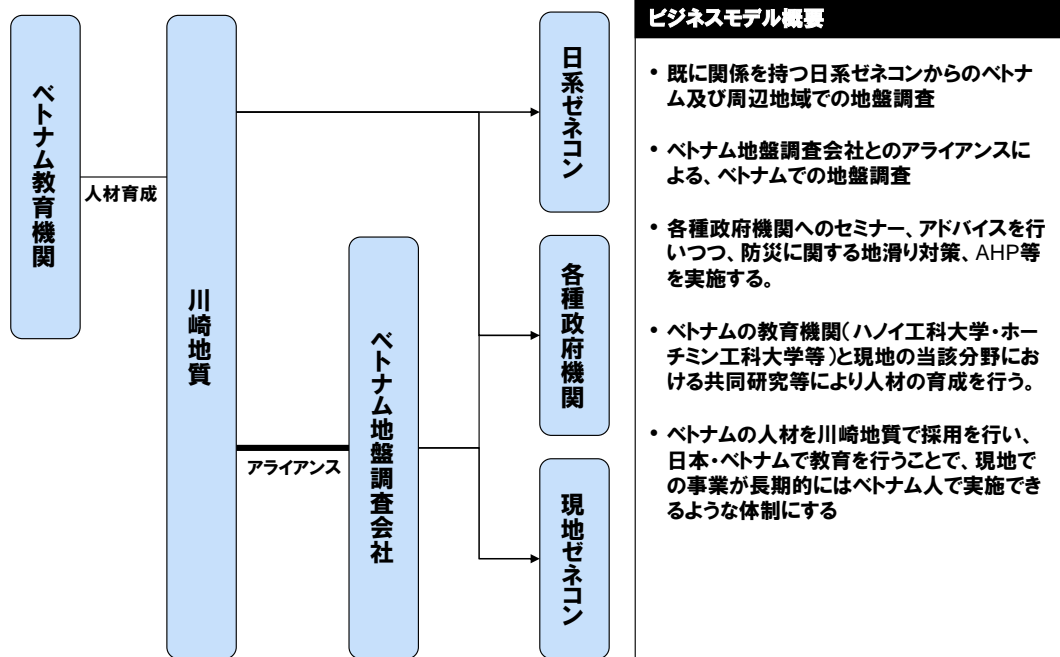 ベトナム教育機関
人材育成
川崎地質
アライアンス
ベトナム地盤調査会社
日系ゼネコン
各種政府機関
現地ゼネコン
ビジネスモデル概要
• 既に関係を持つ日系ゼネコンからのベトナ
ム及び周辺地域での地盤調査
• ベトナム地盤調査会社とのアライアンスに
よる、ベトナムでの地盤調査
• 各種政府機関へのセミナー、アドバイスを行
いつつ、防災に関する地滑り対策、AHP等
を実施する。
• ベトナムの教育機関（ハノイ工科大学・ホー
チミン工科大学等）と現地の当該分野にお
ける共同研究等により人材の育成を行う。
• ベトナムの人材を川崎地質で採用を行い、
日本・ベトナムで教育を行うことで、現地で
の事業が長期的にはベトナム人で実施でき
るような体制にする